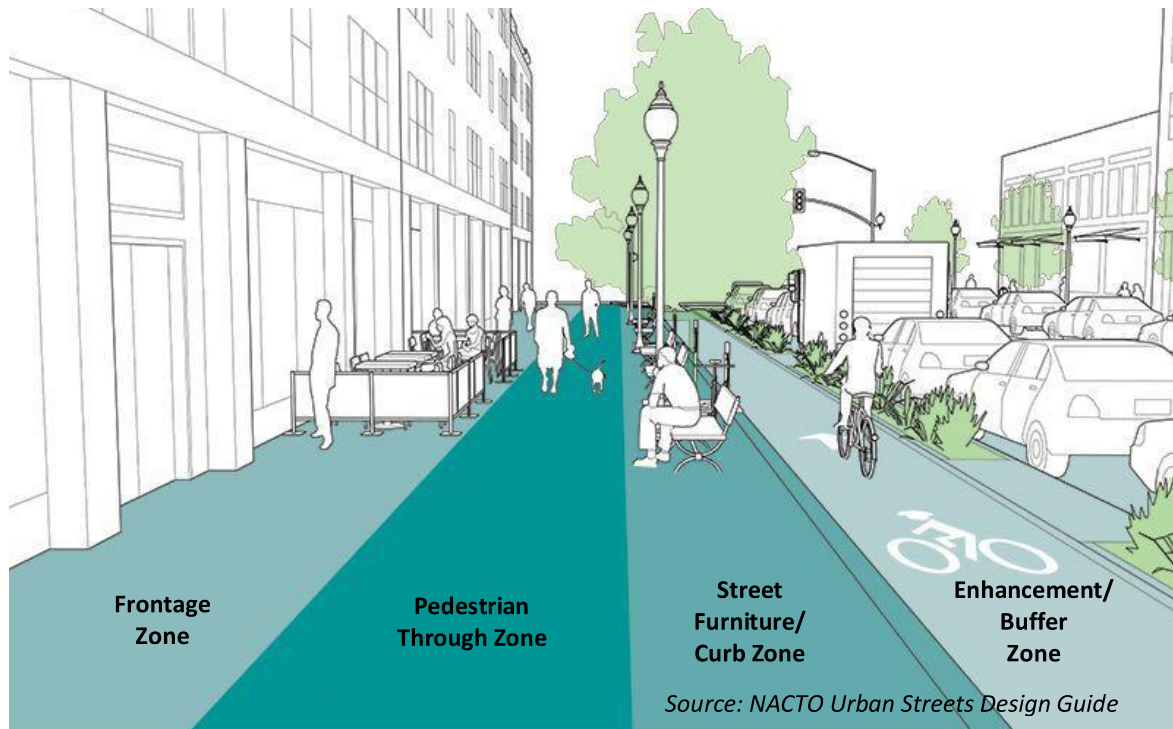 Frontage
Zone
Pedestrian
Through Zone
Street
Furniture/
Curb Zone
Enhancement/
Buffer
Zone
Source: NACTO Urban Streets Design Guide